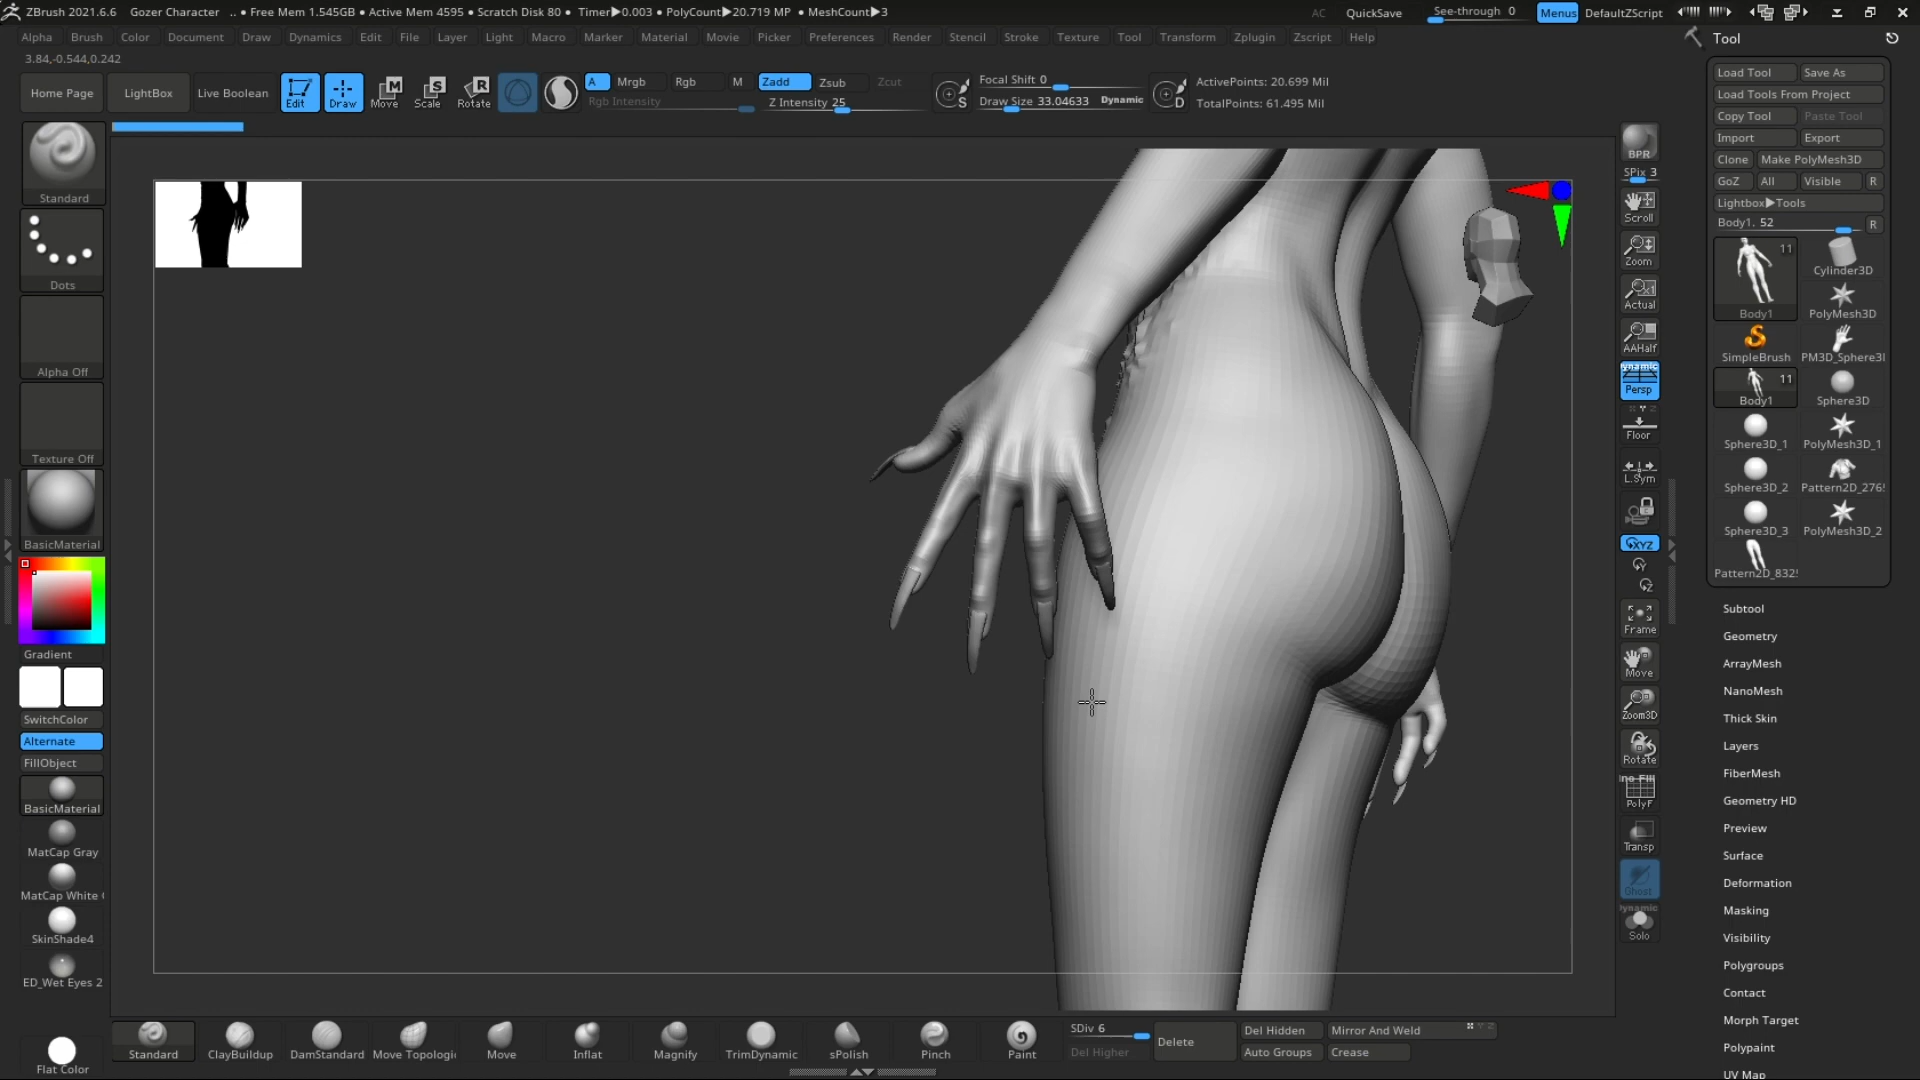 ZBrush 2021.6.6 Gozer Character .. • Free Mem 1.545GB • Active Mem 4595 • Scratch Disk 80 • Timer▶0.003 • PolyCount▶20.719 MP • MeshCount▶3 AC QuickSave See-through 0 Menus DefaultZScript
Alpha Brush Color Document Draw Dynamics Edit File Layer Light Macro Marker Material Movie Picker Preferences Render Stencil Stroke Texture Tool Transform Zplugin Zscript Help
Tool
3.84,-0.544,0.242
Home Page LightBox Live Boolean Edit Draw Move Scale Rotate
A Mrgb Rgb M Zadd Zsub Zcut
Rgb Intensity Z Intensity 25
S Focal Shift 0
Draw Size 33.04633 Dynamic
D ActivePoints: 20.699 Mil
TotalPoints: 61.495 Mil
Standard
Dots
Alpha Off
Texture Off
BasicMaterial
Gradient
SwitchColor
Alternate
FillObject
BasicMaterial
MatCap Gray
MatCap White
SkinShade4
ED_Wet Eyes 2
Flat Color
BPR
SPix 3
Scroll
Zoom
Actual
AAHalf
Persp
Floor
L.Sym
XYZ
Y
Z
Frame
Move
Zoom3D
Rotate
PolyF
Transp
Ghost
Dynamic
Solo
Load Tool Save As
Load Tools From Project
Copy Tool Paste Tool
Import Export
Clone Make PolyMesh3D
GoZ All Visible R
Lightbox▶Tools
Body1. 52 R
11
Body1
Cylinder3D
PolyMesh3D
SimpleBrush PM3D_Sphere3
11
Body1 Sphere3D
Sphere3D_1 PolyMesh3D_1
Sphere3D_2 Pattern2D_276
Sphere3D_3 PolyMesh3D_2
Pattern2D_832
Subtool
Geometry
ArrayMesh
NanoMesh
Thick Skin
Layers
FiberMesh
Geometry HD
Preview
Surface
Deformation
Masking
Visibility
Polygroups
Contact
Morph Target
Polypaint
UV Map
Standard ClayBuildup DamStandard Move Topologi Move Inflat Magnify TrimDynamic sPolish Pinch Paint
SDiv 6
Del Higher
Delete
Del Hidden Mirror And Weld
Auto Groups Crease